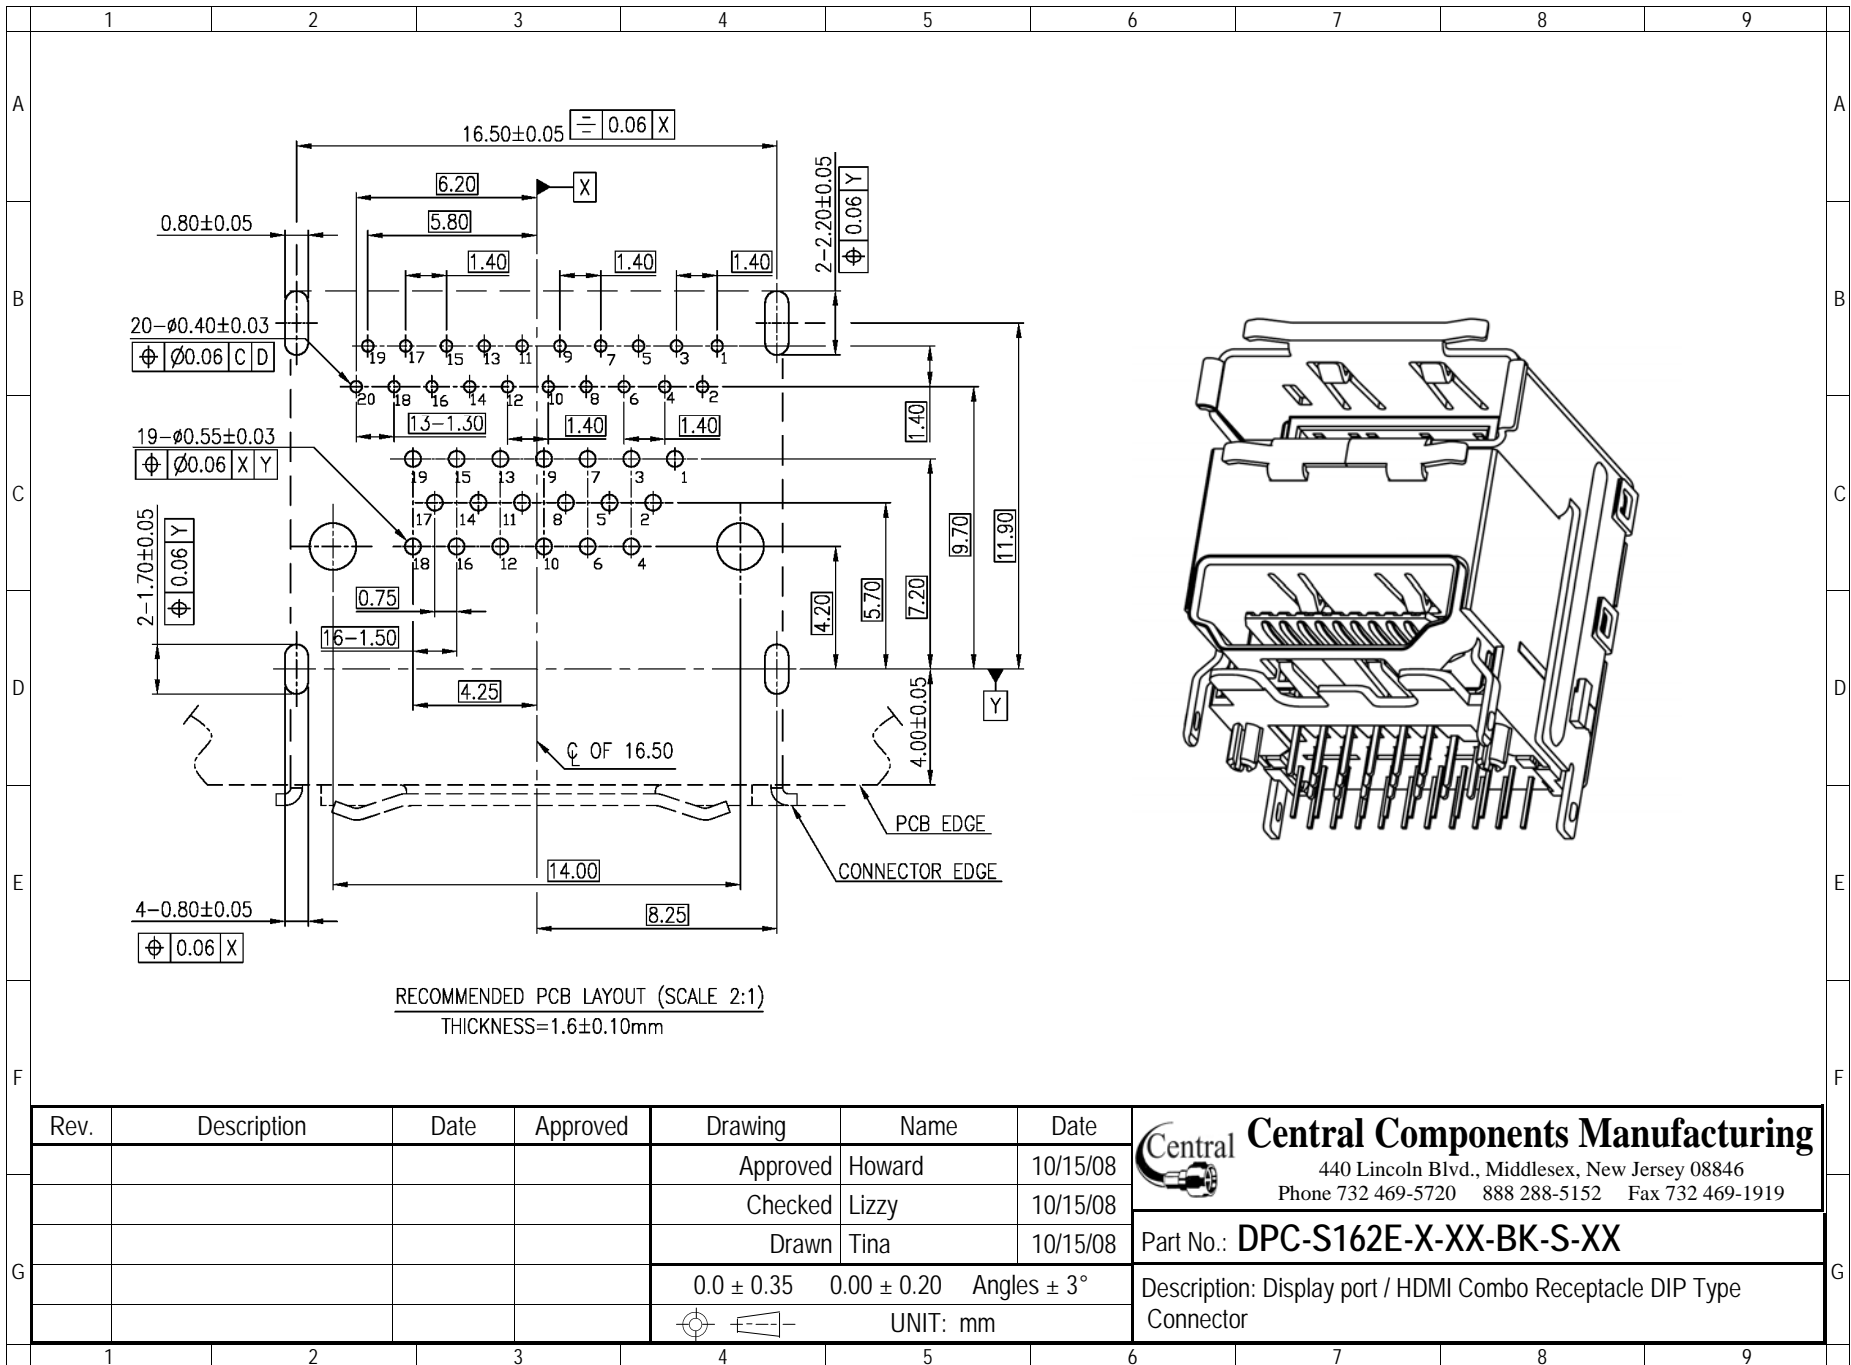 1 2 3 4 5 6 7 8 9
A A
B B
C C
D D
E E
F F
G G
16.50±0.05 ⌯ 0.06 X
6.20 X
5.80
0.80±0.05
1.40 1.40 1.40
2-2.20±0.05
⌖ 0.06 Y
20-ø0.40±0.03
⌖ Ø0.06 C D
19 17 15 13 11 9 7 5 3 1
20 18 16 14 12 10 8 6 4 2
13-1.30 1.40 1.40
1.40
19-ø0.55±0.03
⌖ Ø0.06 X Y
19 15 13 9 7 3 1
17 14 11 8 5 2
18 16 12 10 6 4
2-1.70±0.05
⌖ 0.06 Y
0.75
16-1.50
4.25
4.20
5.70
7.20
9.70
11.90
Y
4.00±0.05
℄ OF 16.50
PCB EDGE
CONNECTOR EDGE
14.00
8.25
4-0.80±0.05
⌖ 0.06 X
RECOMMENDED PCB LAYOUT (SCALE 2:1)
THICKNESS=1.6±0.10mm
Rev. Description Date Approved
Drawing Name Date
Approved Howard 10/15/08
Checked Lizzy 10/15/08
Drawn Tina 10/15/08
0.0 ± 0.35 0.00 ± 0.20 Angles ± 3°
UNIT: mm
Central
Central Components Manufacturing
440 Lincoln Blvd., Middlesex, New Jersey 08846
Phone 732 469-5720 888 288-5152 Fax 732 469-1919
Part No.: DPC-S162E-X-XX-BK-S-XX
Description: Display port / HDMI Combo Receptacle DIP Type
Connector
1 2 3 4 5 6 7 8 9